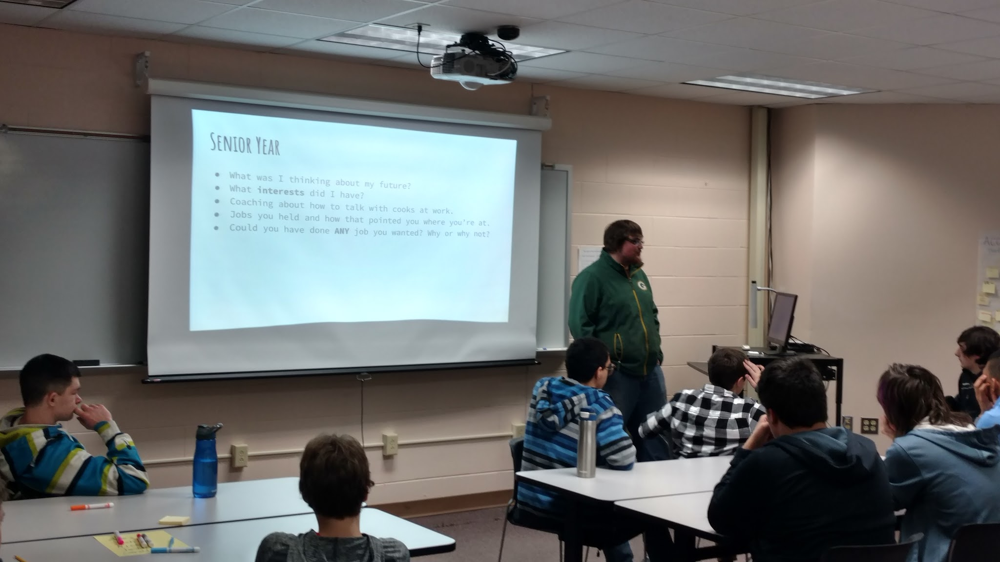 SENIOR YEAR
● What was I thinking about my future?
● What interests did I have?
● Coaching about how to talk with cooks at work.
● Jobs you held and how that pointed you where you're at.
● Could you have done ANY job you wanted? Why or why not?
G